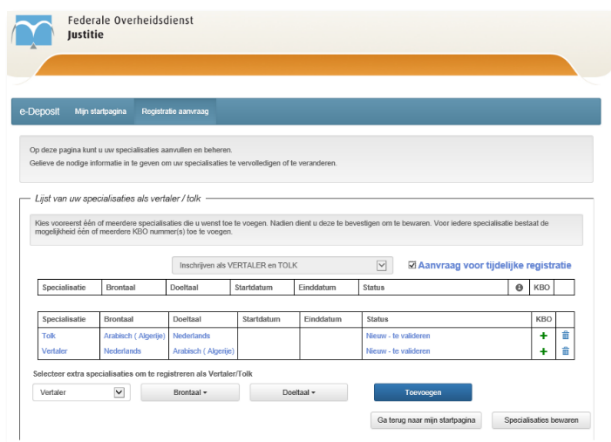 Federale Overheidsdienst
Justitie
e-Deposit Mijn startpagina Registratie aanvraag
Op deze pagina kunt u uw specialisaties aanvullen en beheren.
Gelieve de nodige informatie in te geven om uw specialisaties te vervolledigen of te veranderen.
Lijst van uw specialisaties als vertaler / tolk
Kies vooreerst één of meerdere specialisaties die u wenst toe te voegen. Nadien dient u deze te bevestigen om te bewaren. Voor iedere specialisatie bestaat de
mogelijkheid één of meerdere KBO nummer(s) toe te voegen.
Inschrijven als VERTALER en TOLK Aanvraag voor tijdelijke registratie
Specialisatie Brontaal Doeltaal Startdatum Einddatum Status KBO
Specialisatie Brontaal Doeltaal Startdatum Einddatum Status KBO
Tolk Arabisch ( Algerije) Nederlands Nieuw - te valideren
Vertaler Nederlands Arabisch ( Algerije) Nieuw - te valideren
Selecteer extra specialisaties om te registreren als Vertaler/Tolk
Vertaler Brontaal Doeltaal Toevoegen
Ga terug naar mijn startpagina Specialisaties bewaren